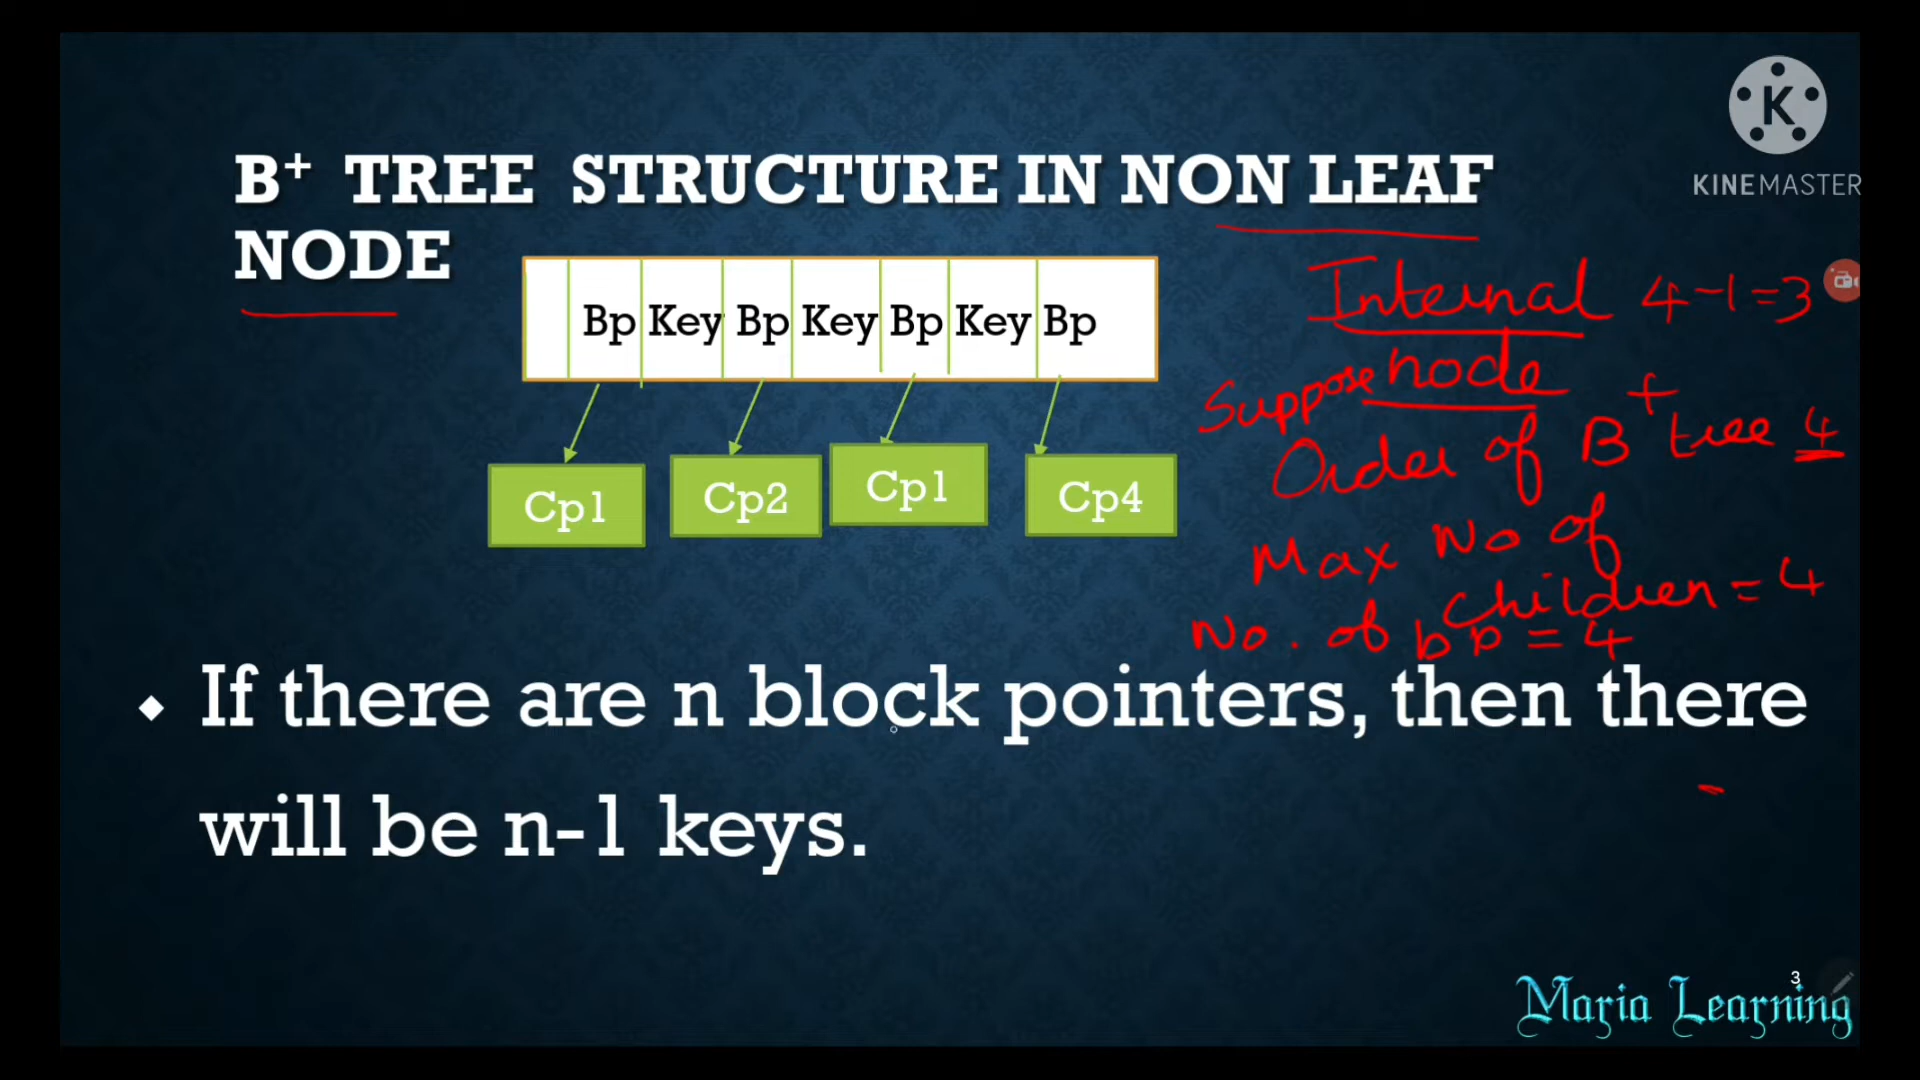 K
KINEMASTER
B+ TREE STRUCTURE IN NON LEAF
NODE
Bp Key Bp Key Bp Key Bp
Cp1 Cp2 Cp1 Cp4
Internal 4-1=3
Suppose node
Order of B+ tree 4
Max No of
Children = 4
No. of bp = 4
If there are n block pointers, then there
will be n-1 keys.
3
Maria Learning